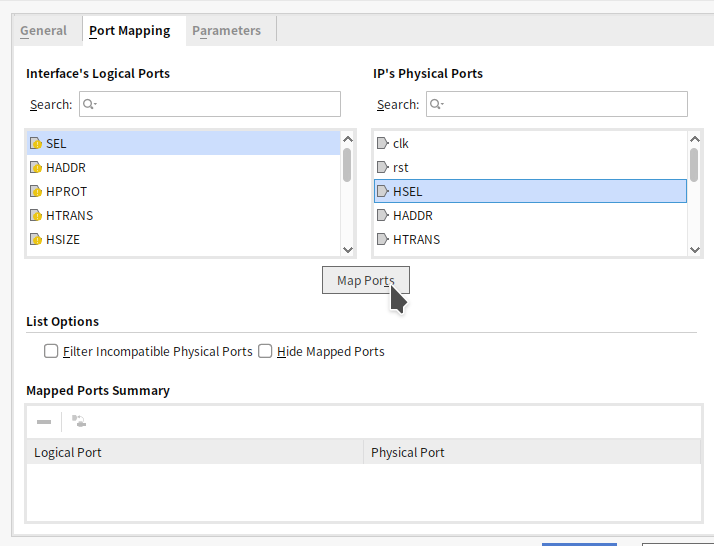 General Port Mapping Parameters
Interface's Logical Ports
Search:
SEL
HADDR
HPROT
HTRANS
HSIZE
IP's Physical Ports
Search:
clk
rst
HSEL
HADDR
HTRANS
Map Ports
List Options
Filter Incompatible Physical Ports Hide Mapped Ports
Mapped Ports Summary
Logical Port Physical Port